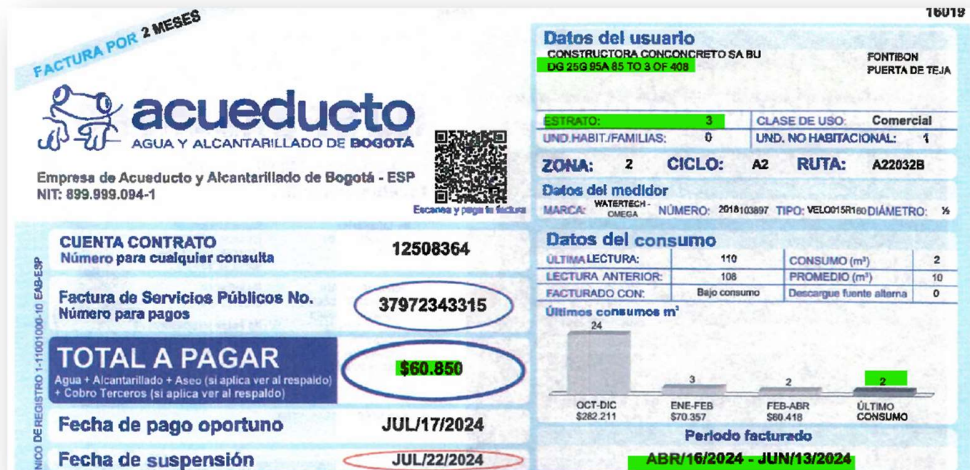 16019
FACTURA POR 2 MESES
acueducto
AGUA Y ALCANTARILLADO DE BOGOTÁ
Empresa de Acueducto y Alcantarillado de Bogotá - ESP
NIT: 899.999.094-1
Escanea y paga tu factura
Datos del usuario
CONSTRUCTORA CONCONCRETO SA BU
DG 25G 95A 85 TO 3 OF 408
FONTIBON
PUERTA DE TEJA
ESTRATO: 3 CLASE DE USO: Comercial
UND.HABIT./FAMILIAS: 0 UND. NO HABITACIONAL: 1
ZONA: 2 CICLO: A2 RUTA: A22032B
Datos del medidor
MARCA: WATERTECH - OMEGA NÚMERO: 2018103897 TIPO: VELO015R160 DIÁMETRO: ½
CUENTA CONTRATO
Número para cualquier consulta
12508364
Factura de Servicios Públicos No.
Número para pagos
37972343315
TOTAL A PAGAR
Agua + Alcantarillado + Aseo (si aplica ver al respaldo)
+ Cobro Terceros (si aplica ver al respaldo)
$60.850
Fecha de pago oportuno JUL/17/2024
Fecha de suspensión JUL/22/2024
NICO DE REGISTRO 1-11001000-10 EAB-ESP
Datos del consumo
ÚLTIMA LECTURA: 110 CONSUMO (m³) 2
LECTURA ANTERIOR: 108 PROMEDIO (m³) 10
FACTURADO CON: Bajo consumo Descargue fuente alterna 0
Últimos consumos m³
24
3
2
2
OCT-DIC
$282.211
ENE-FEB
$70.357
FEB-ABR
$60.418
ÚLTIMO
CONSUMO
Periodo facturado
ABR/16/2024 - JUN/13/2024